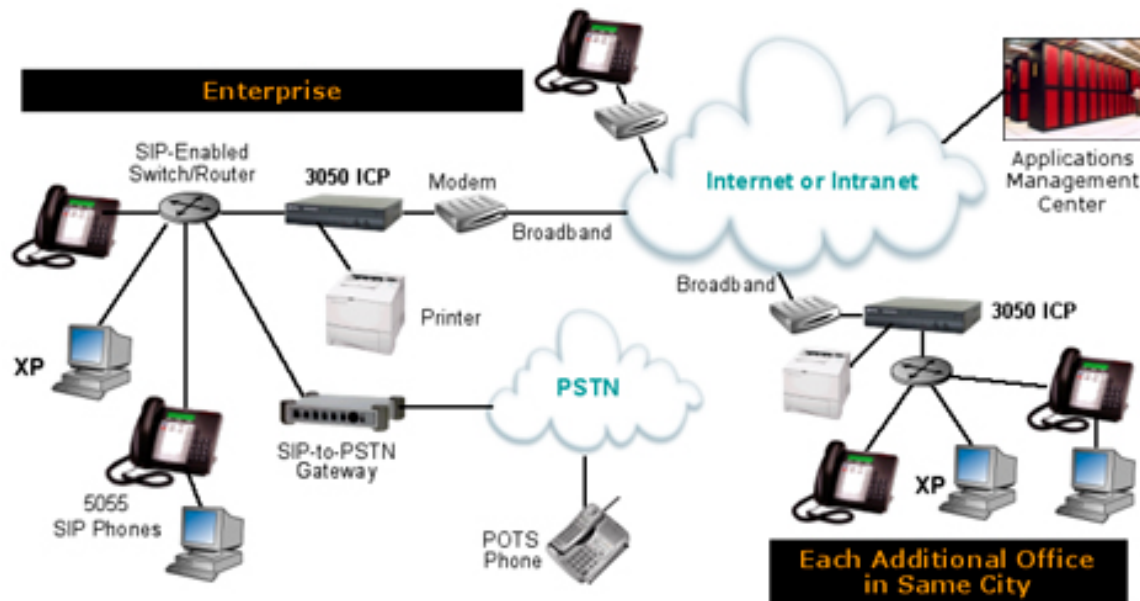 Enterprise
SIP-Enabled
Switch/Router
3050 ICP
Modem
Broadband
Internet or Intranet
Applications
Management
Center
Printer
XP
PSTN
SIP-to-PSTN
Gateway
5055
SIP Phones
POTS
Phone
Broadband
3050 ICP
XP
Each Additional Office
in Same City